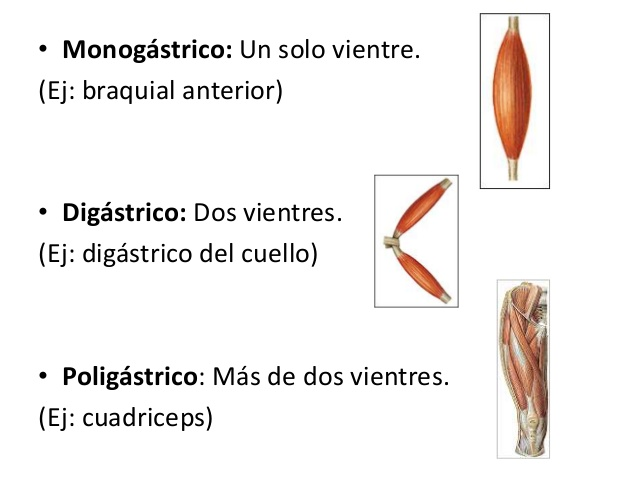 • Monogástrico: Un solo vientre.
(Ej: braquial anterior)
• Digástrico: Dos vientres.
(Ej: digástrico del cuello)
• Poligástrico: Más de dos vientres.
(Ej: cuadriceps)